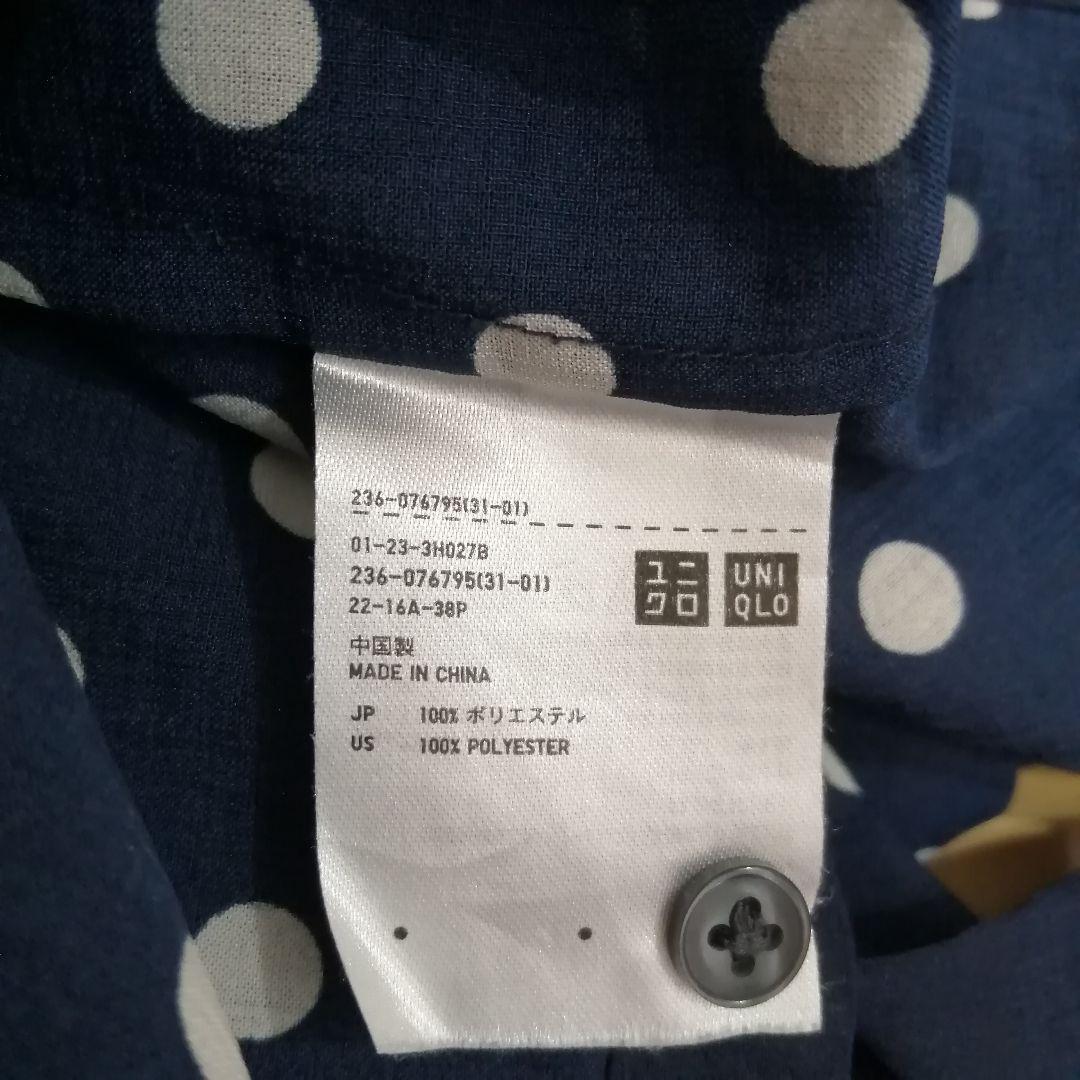 236-076795(31-01)
01-23-3H027B
236-076795(31-01)
22-16A-38P
ユニ
クロ
UNI
QLO
中国製
MADE IN CHINA
JP 100% ポリエステル
US 100% POLYESTER